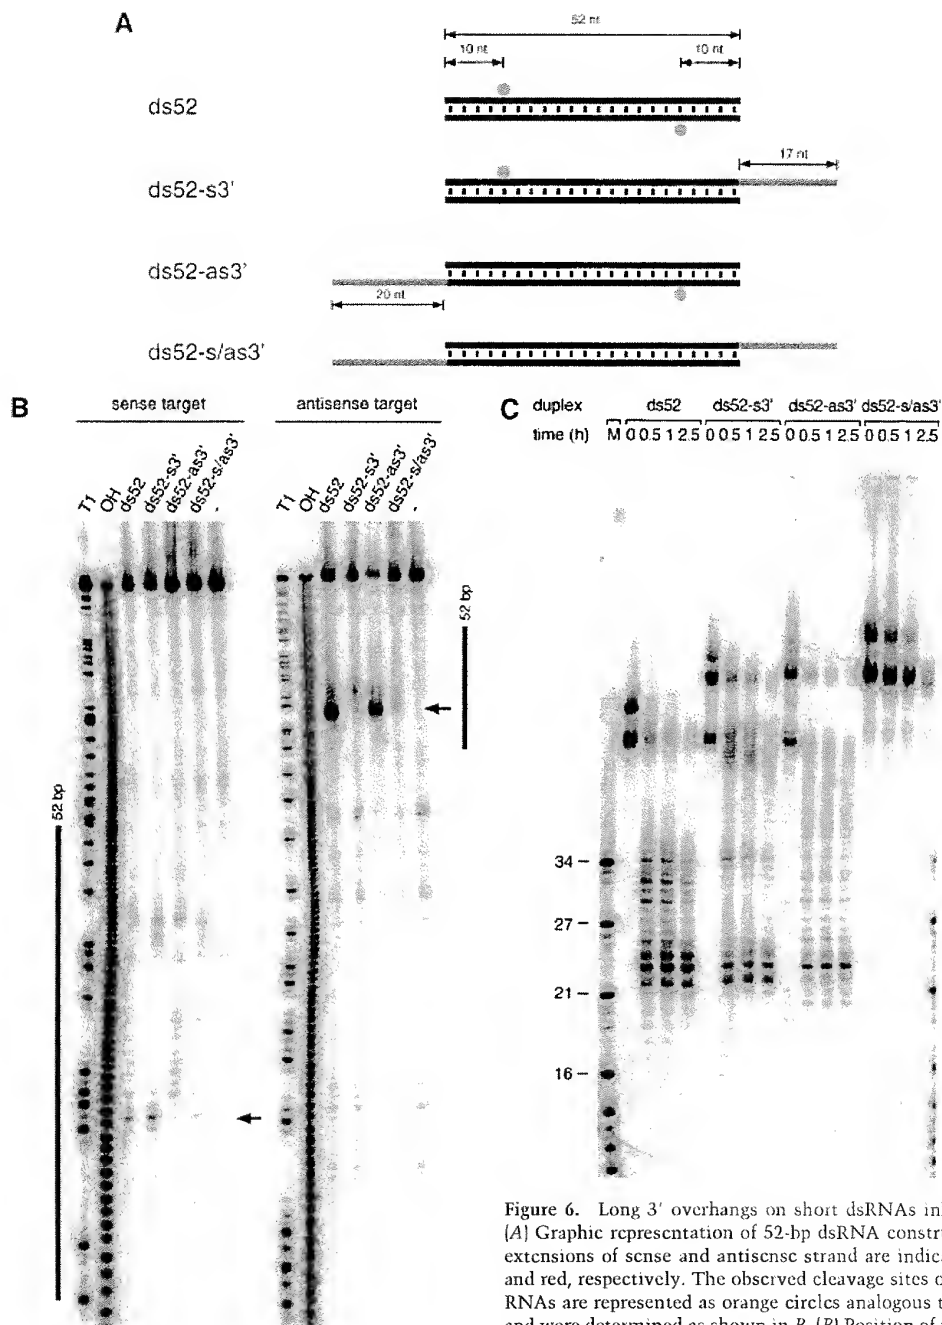 A
52 nt
10 nt
10 nt
ds52
ds52-s3'
17 nt
ds52-as3'
20 nt
ds52-s/as3'
B
sense target
antisense target
T1
OH
ds52
ds52-s3'
ds52-as3'
ds52-s/as3'
-
T1
OH
ds52
ds52-s3'
ds52-as3'
ds52-s/as3'
-
52 bp
52 bp
C
duplex
ds52
ds52-s3'
ds52-as3'
ds52-s/as3'
time (h)
M 0 0.5 1 2.5 0 0.5 1 2.5 0 0.5 1 2.5 0 0.5 1 2.5
34
27
21
16
Figure 6. Long 3' overhangs on short dsRNAs
(A) Graphic representation of 52-bp dsRNA
extensions of sense and antisense strand are
and red, respectively. The observed cleavage sites
RNAs are represented as orange circles analogous
and were determined as shown in B. (B) Position of